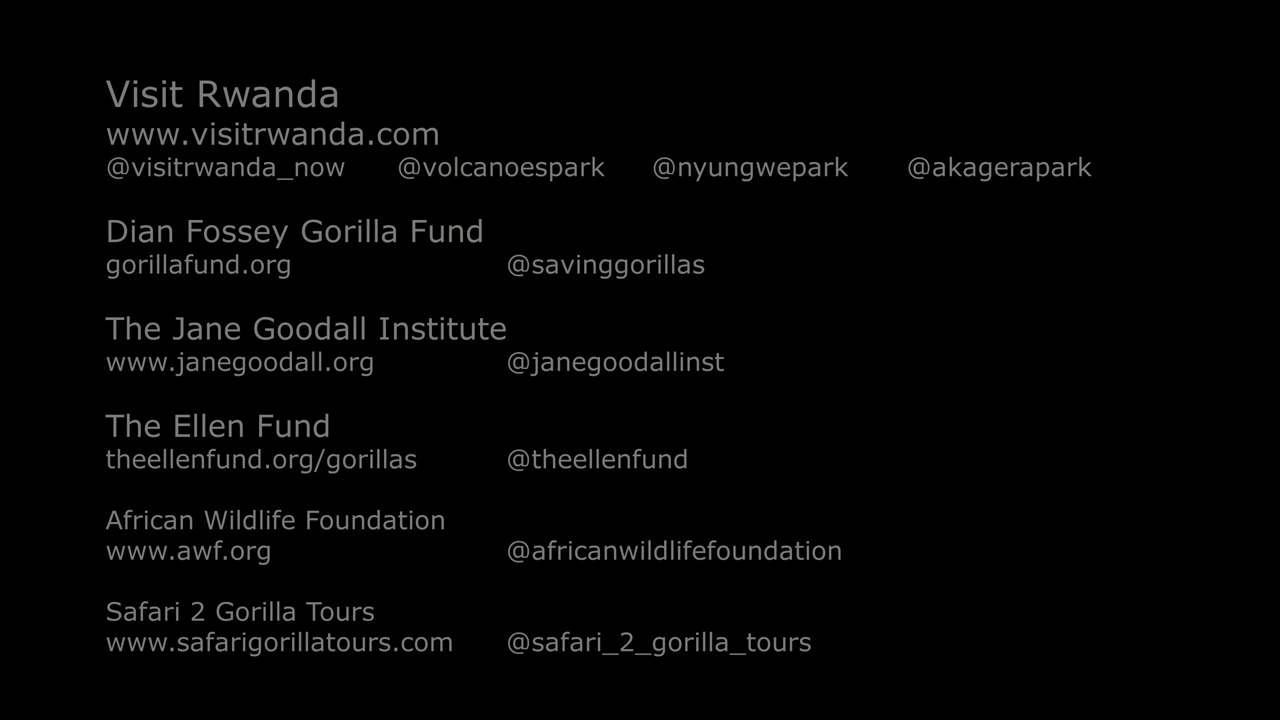 Visit Rwanda
www.visitrwanda.com
@visitrwanda_now @volcanoespark @nyungwepark @akagerapark
Dian Fossey Gorilla Fund
gorillafund.org @savinggorillas
The Jane Goodall Institute
www.janegoodall.org @janegoodallinst
The Ellen Fund
theellenfund.org/gorillas @theellenfund
African Wildlife Foundation
www.awf.org @africanwildlifefoundation
Safari 2 Gorilla Tours
www.safarigorillatours.com @safari_2_gorilla_tours